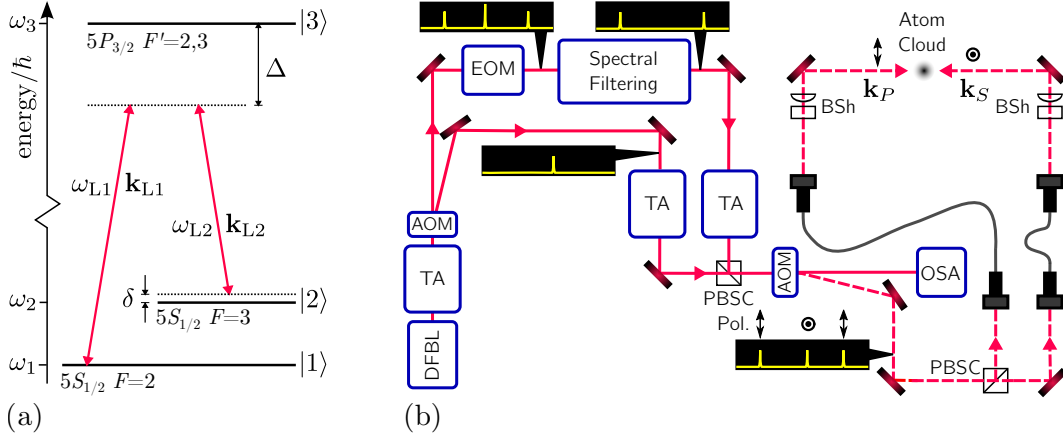 energy/ħ
ω3
|3⟩
5P3/2 F'=2,3
Δ
ωL1 kL1
ωL2 kL2
δ
ω2
|2⟩
5S1/2 F=3
ω1
|1⟩
5S1/2 F=2
(a)
EOM
Spectral
Filtering
Atom
Cloud
kP
kS
BSh
BSh
AOM
TA
TA
TA
DFBL
PBSC
AOM
OSA
Pol.
PBSC
(b)